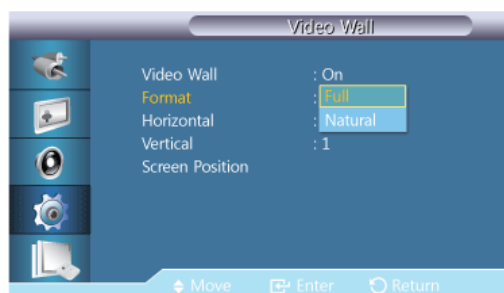 Video Wall
Video Wall : On
Format : Full
Natural
Horizontal :
Vertical : 1
Screen Position
Move Enter Return